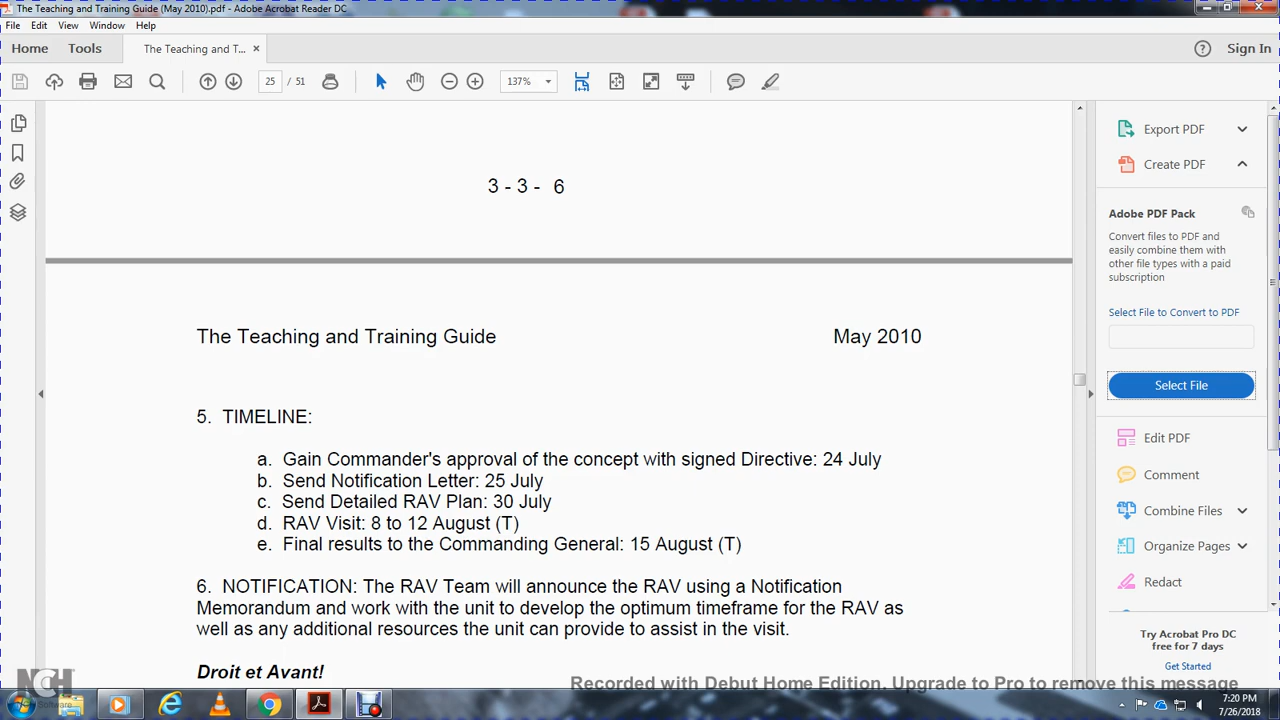 The Teaching and Training Guide (May 2010).pdf - Adobe Acrobat Reader DC
File Edit View Window Help
Home Tools The Teaching and T... × Sign In
25 / 51 137%
3 - 3 - 6
The Teaching and Training Guide May 2010
5. TIMELINE:
a. Gain Commander's approval of the concept with signed Directive: 24 July
b. Send Notification Letter: 25 July
c. Send Detailed RAV Plan: 30 July
d. RAV Visit: 8 to 12 August (T)
e. Final results to the Commanding General: 15 August (T)
6. NOTIFICATION: The RAV Team will announce the RAV using a Notification
Memorandum and work with the unit to develop the optimum timeframe for the RAV as
well as any additional resources the unit can provide to assist in the visit.
Droit et Avant!
Export PDF
Create PDF
Adobe PDF Pack
Convert files to PDF and
easily combine them with
other file types with a paid
subscription
Select File to Convert to PDF
Select File
Edit PDF
Comment
Combine Files
Organize Pages
Redact
Try Acrobat Pro DC
free for 7 days
Get Started
NCH
Software
Recorded with Debut Home Edition. Upgrade to Pro to remove this message
7:20 PM
7/26/2018